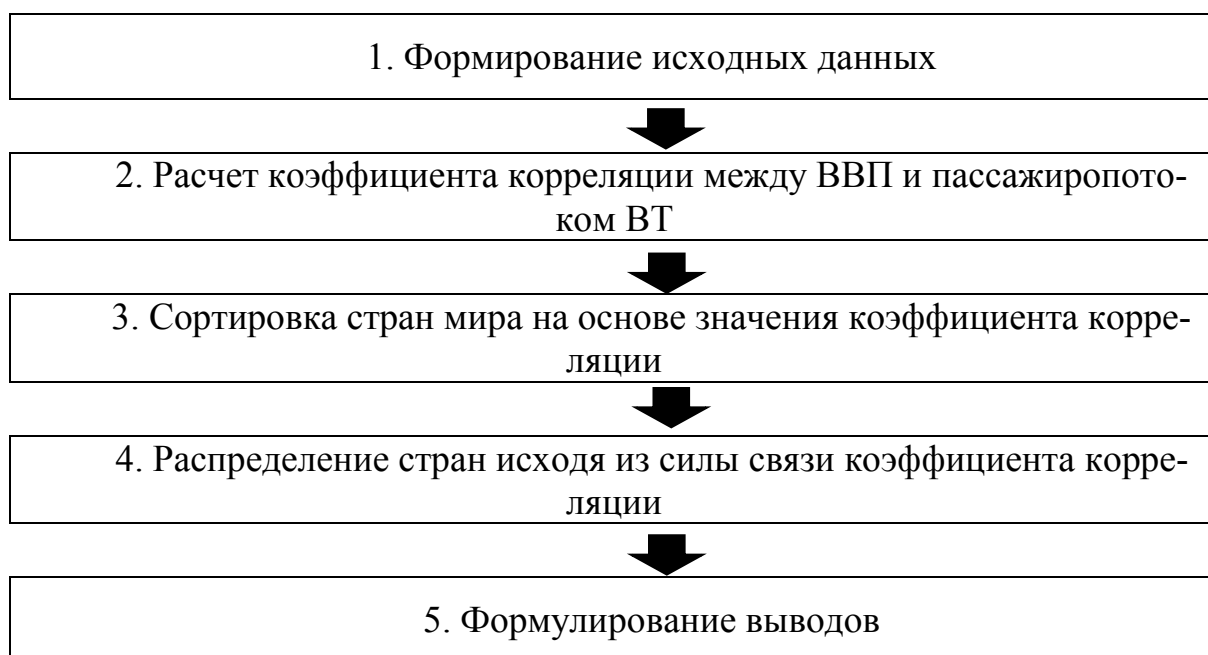 1. Формирование исходных данных
2. Расчет коэффициента корреляции между ВВП и пассажиропото-
ком ВТ
3. Сортировка стран мира на основе значения коэффициента корре-
ляции
4. Распределение стран исходя из силы связи коэффициента корре-
ляции
5. Формулирование выводов